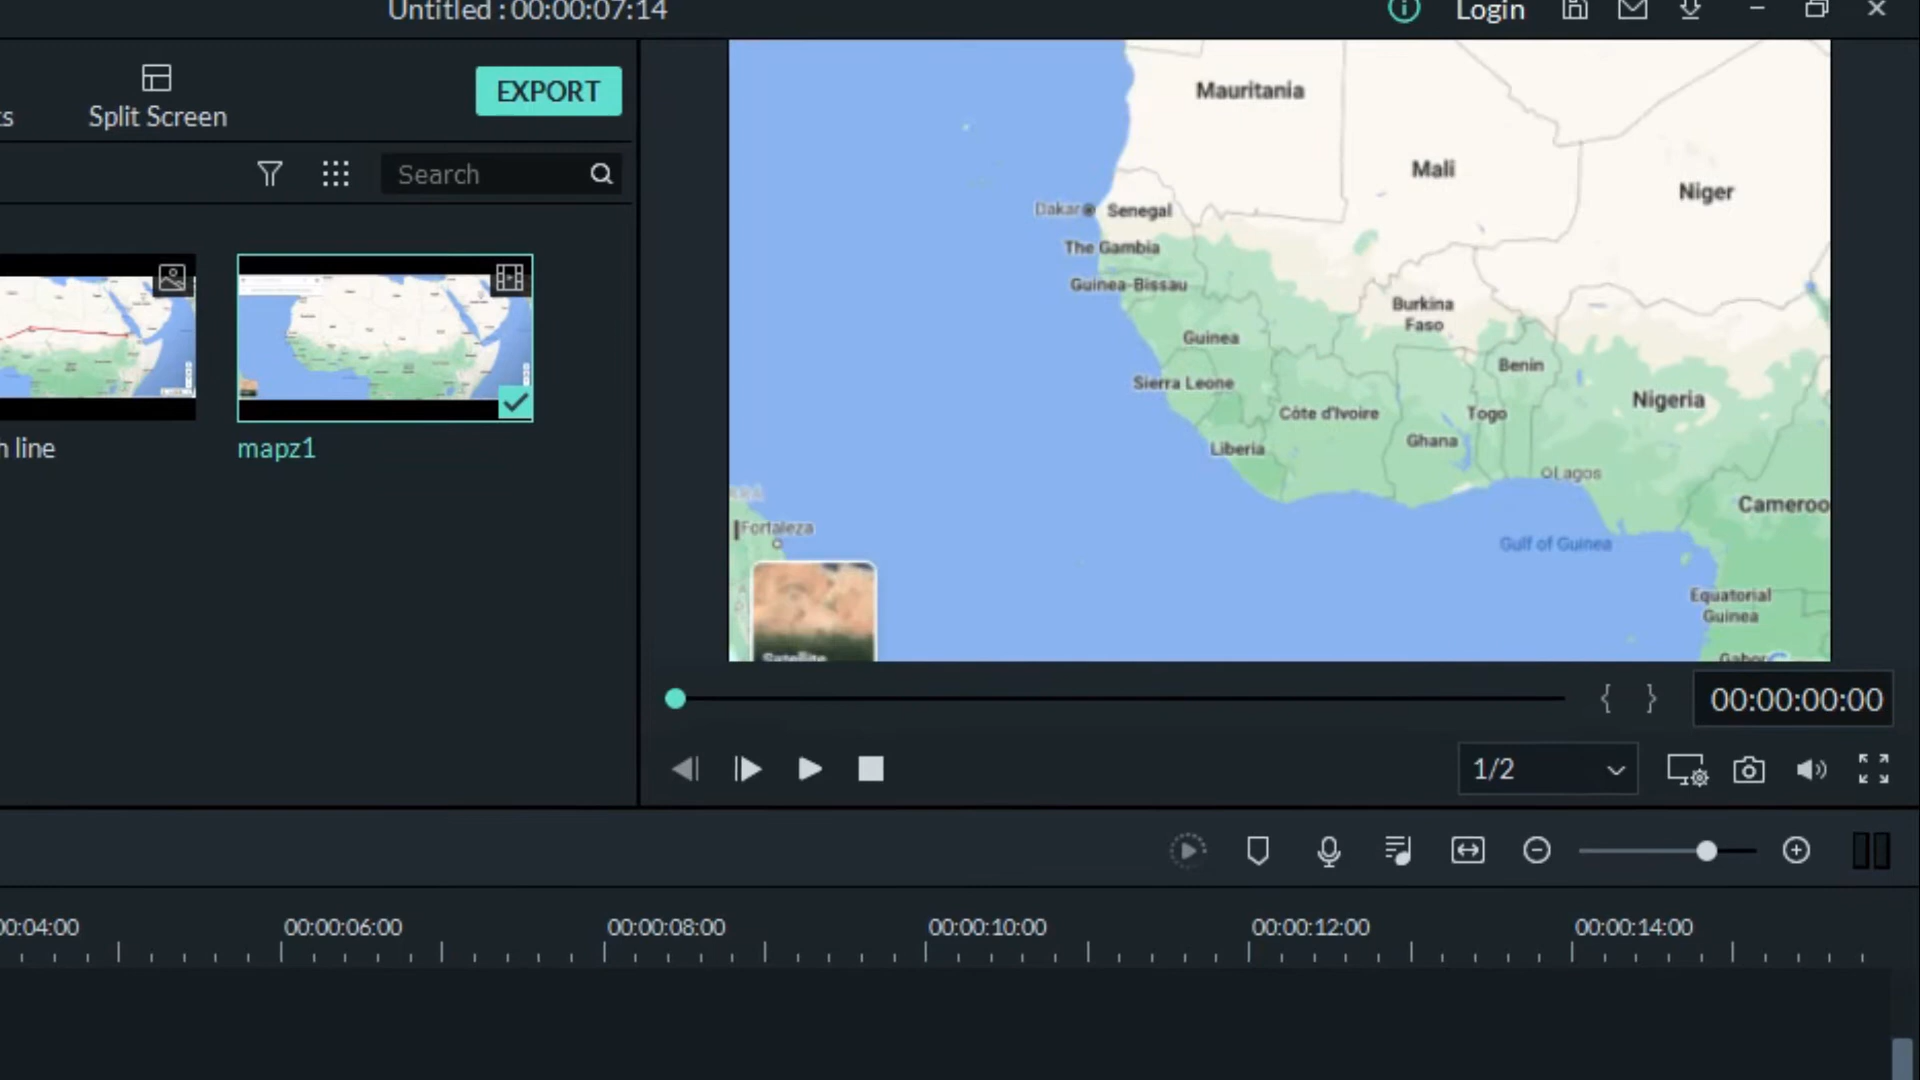 Untitled : 00:00:07:14
Login
Split Screen
EXPORT
Search
line
mapz1
Mauritania
Mali
Niger
Dakar
Senegal
The Gambia
Guinea-Bissau
Burkina
Faso
Guinea
Benin
Sierra Leone
Nigeria
Côte d'Ivoire
Togo
Ghana
Liberia
Lagos
Cameroo
Fortaleza
Gulf of Guinea
Equatorial
Guinea
Satellite
00:00:00:00
1/2
00:04:00
00:00:06:00
00:00:08:00
00:00:10:00
00:00:12:00
00:00:14:00